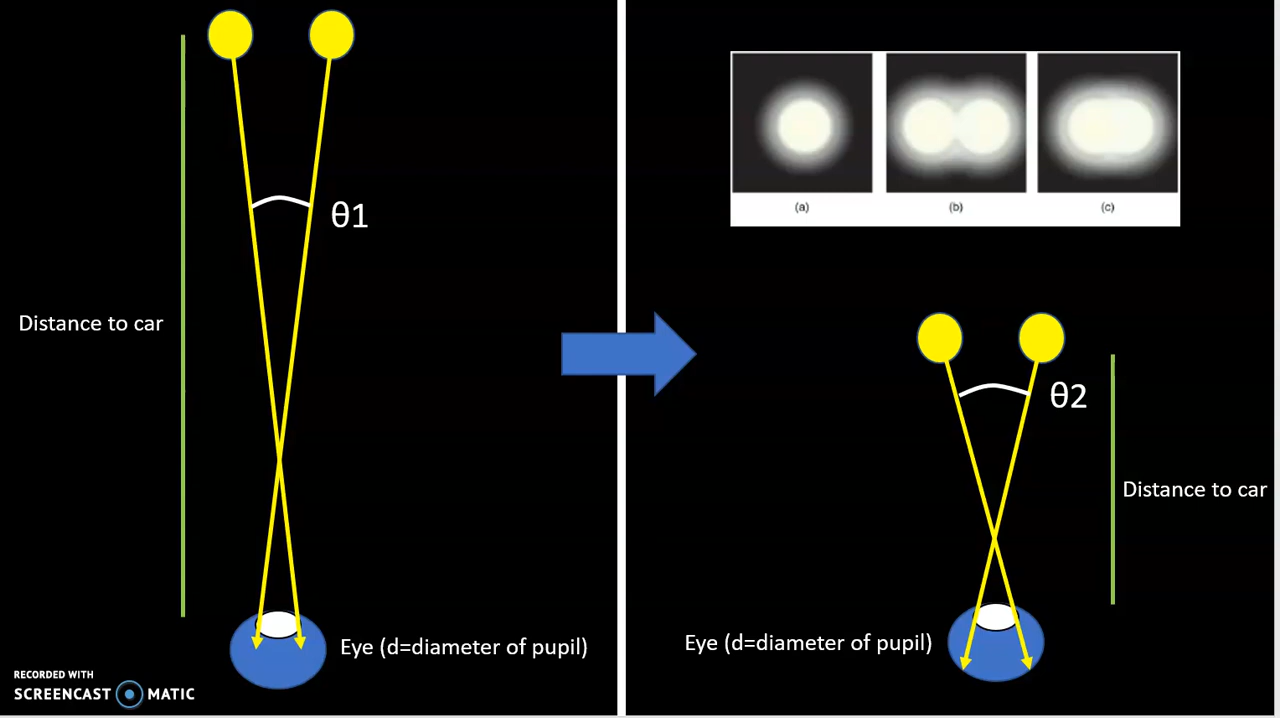 θ1
Distance to car
Eye (d=diameter of pupil)
RECORDED WITH
SCREENCAST MATIC
(a) (b) (c)
θ2
Distance to car
Eye (d=diameter of pupil)